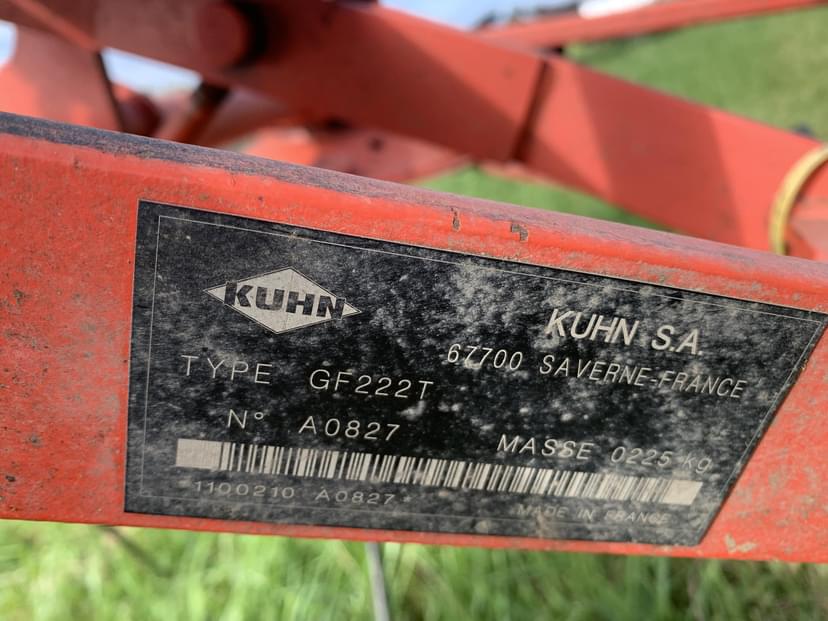 KUHN
KUHN S.A.
67700 SAVERNE-FRANCE
TYPE GF222T
N° A0827
MASSE 0225 kg
1100210 A0827*
MADE IN FRANCE